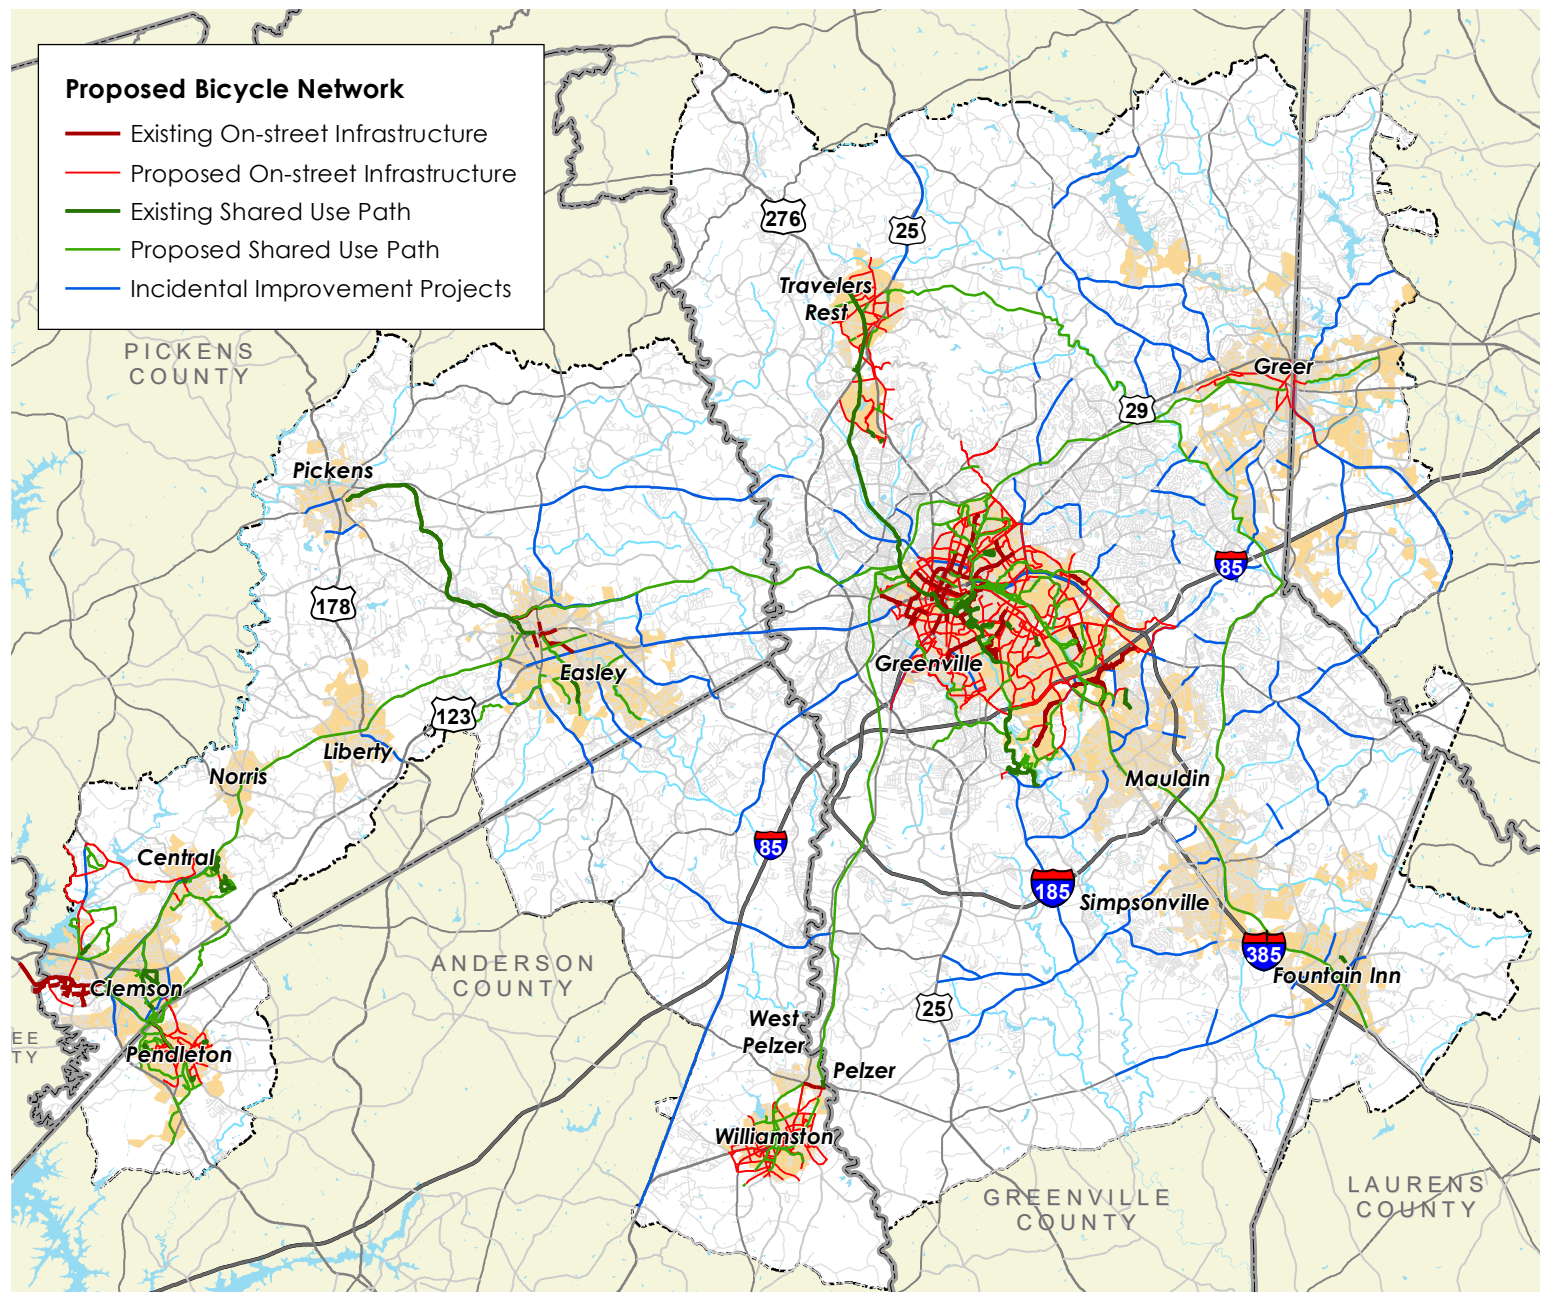 Proposed Bicycle Network
Existing On-street Infrastructure
Proposed On-street Infrastructure
Existing Shared Use Path
Proposed Shared Use Path
Incidental Improvement Projects
276
25
Travelers
Rest
PICKENS
COUNTY
Greer
29
Pickens
85
178
Greenville
Easley
123
Liberty
Norris
Mauldin
85
Central
185
Simpsonville
385
ANDERSON
COUNTY
Fountain Inn
Clemson
25
West
Pelzer
EE
TY
Pendleton
Pelzer
Williamston
GREENVILLE
COUNTY
LAURENS
COUNTY